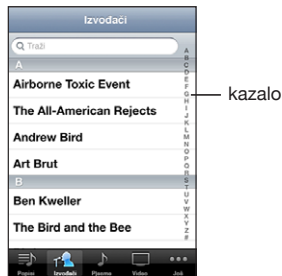 Izvođači
Traži
A
Airborne Toxic Event
The All-American Rejects
Andrew Bird
Art Brut
B
Ben Kweller
The Bird and the Bee
A
B
C
D
E
F
G
H
I
J
K
L
M
N
O
P
Q
R
S
T
U
V
W
X
Y
Z
#
kazalo
Popisi Izvođači Pjesme Video Još